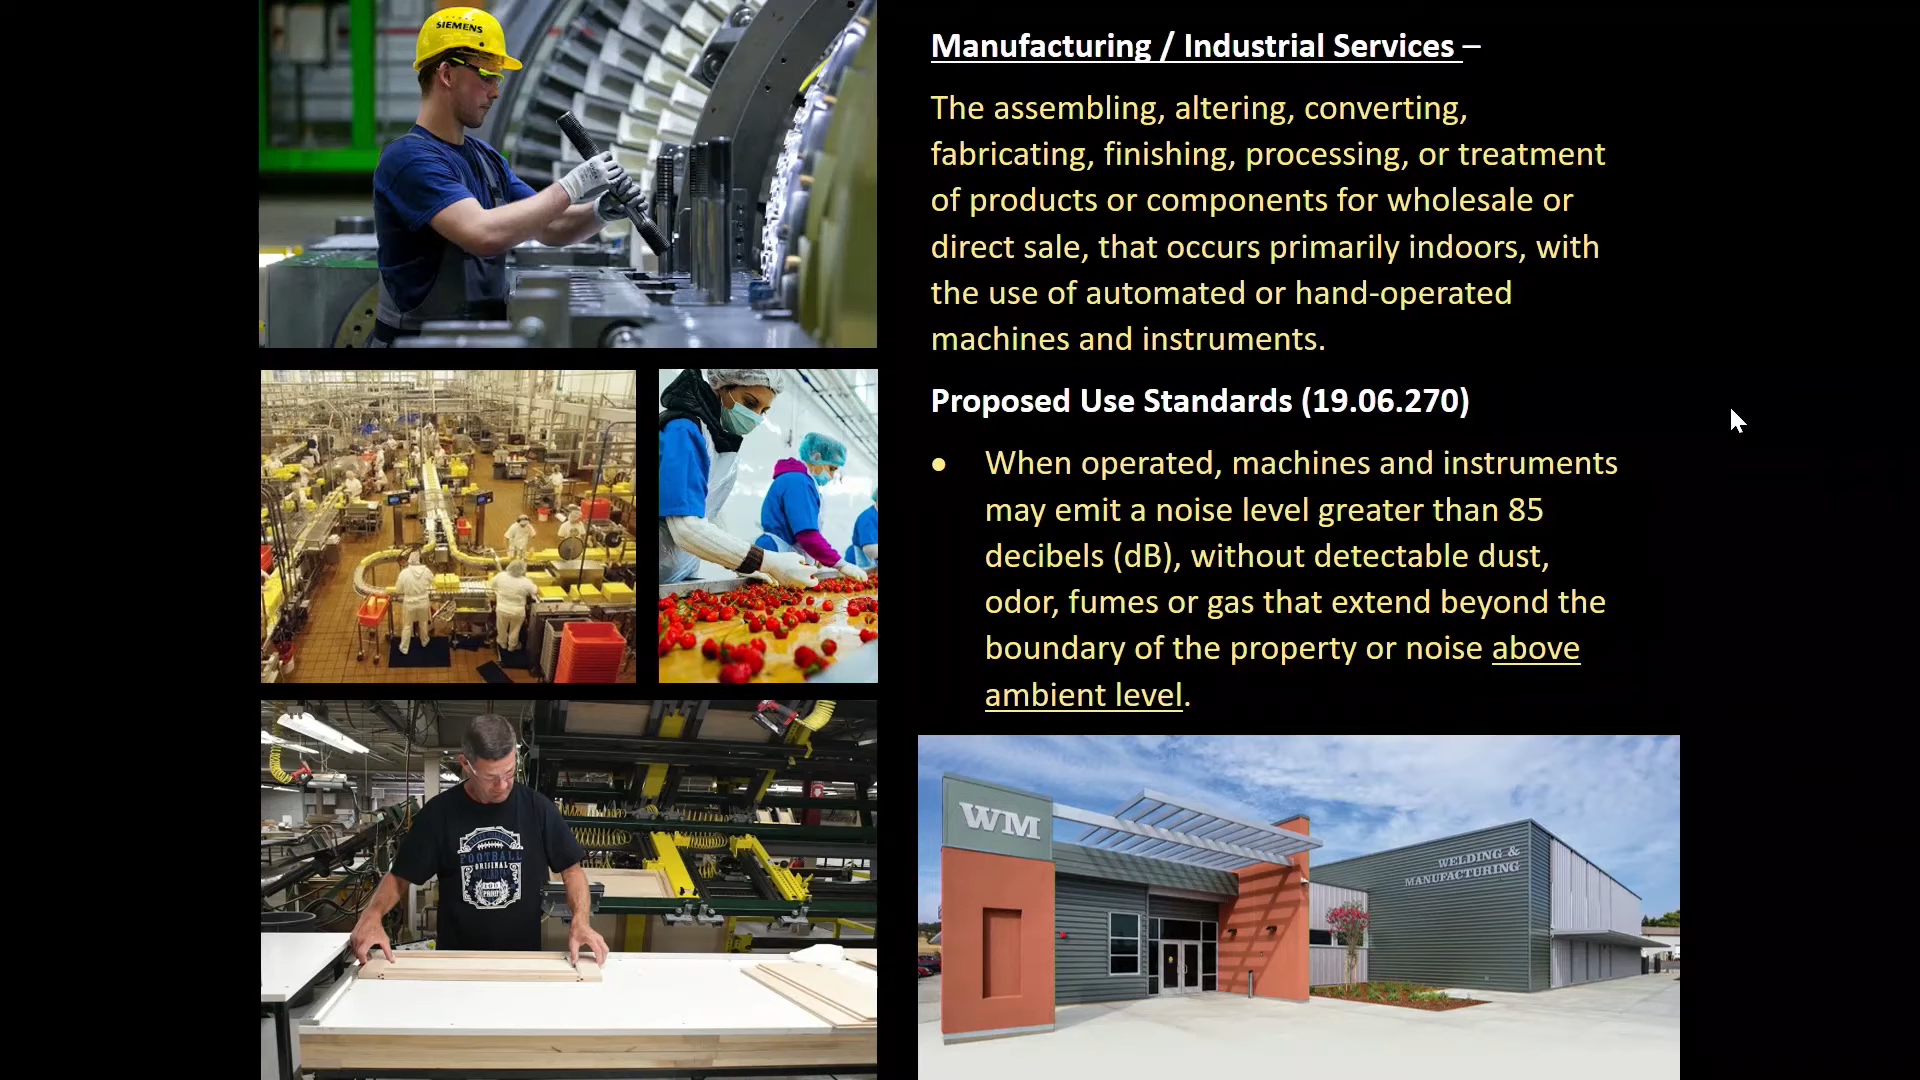 SIEMENS
Manufacturing / Industrial Services –
The assembling, altering, converting,
fabricating, finishing, processing, or treatment
of products or components for wholesale or
direct sale, that occurs primarily indoors, with
the use of automated or hand-operated
machines and instruments.
Proposed Use Standards (19.06.270)
• When operated, machines and instruments
may emit a noise level greater than 85
decibels (dB), without detectable dust,
odor, fumes or gas that extend beyond the
boundary of the property or noise above
ambient level.
FOOTBALL
ORIGINAL
PROOF
WM
WELDING &
MANUFACTURING